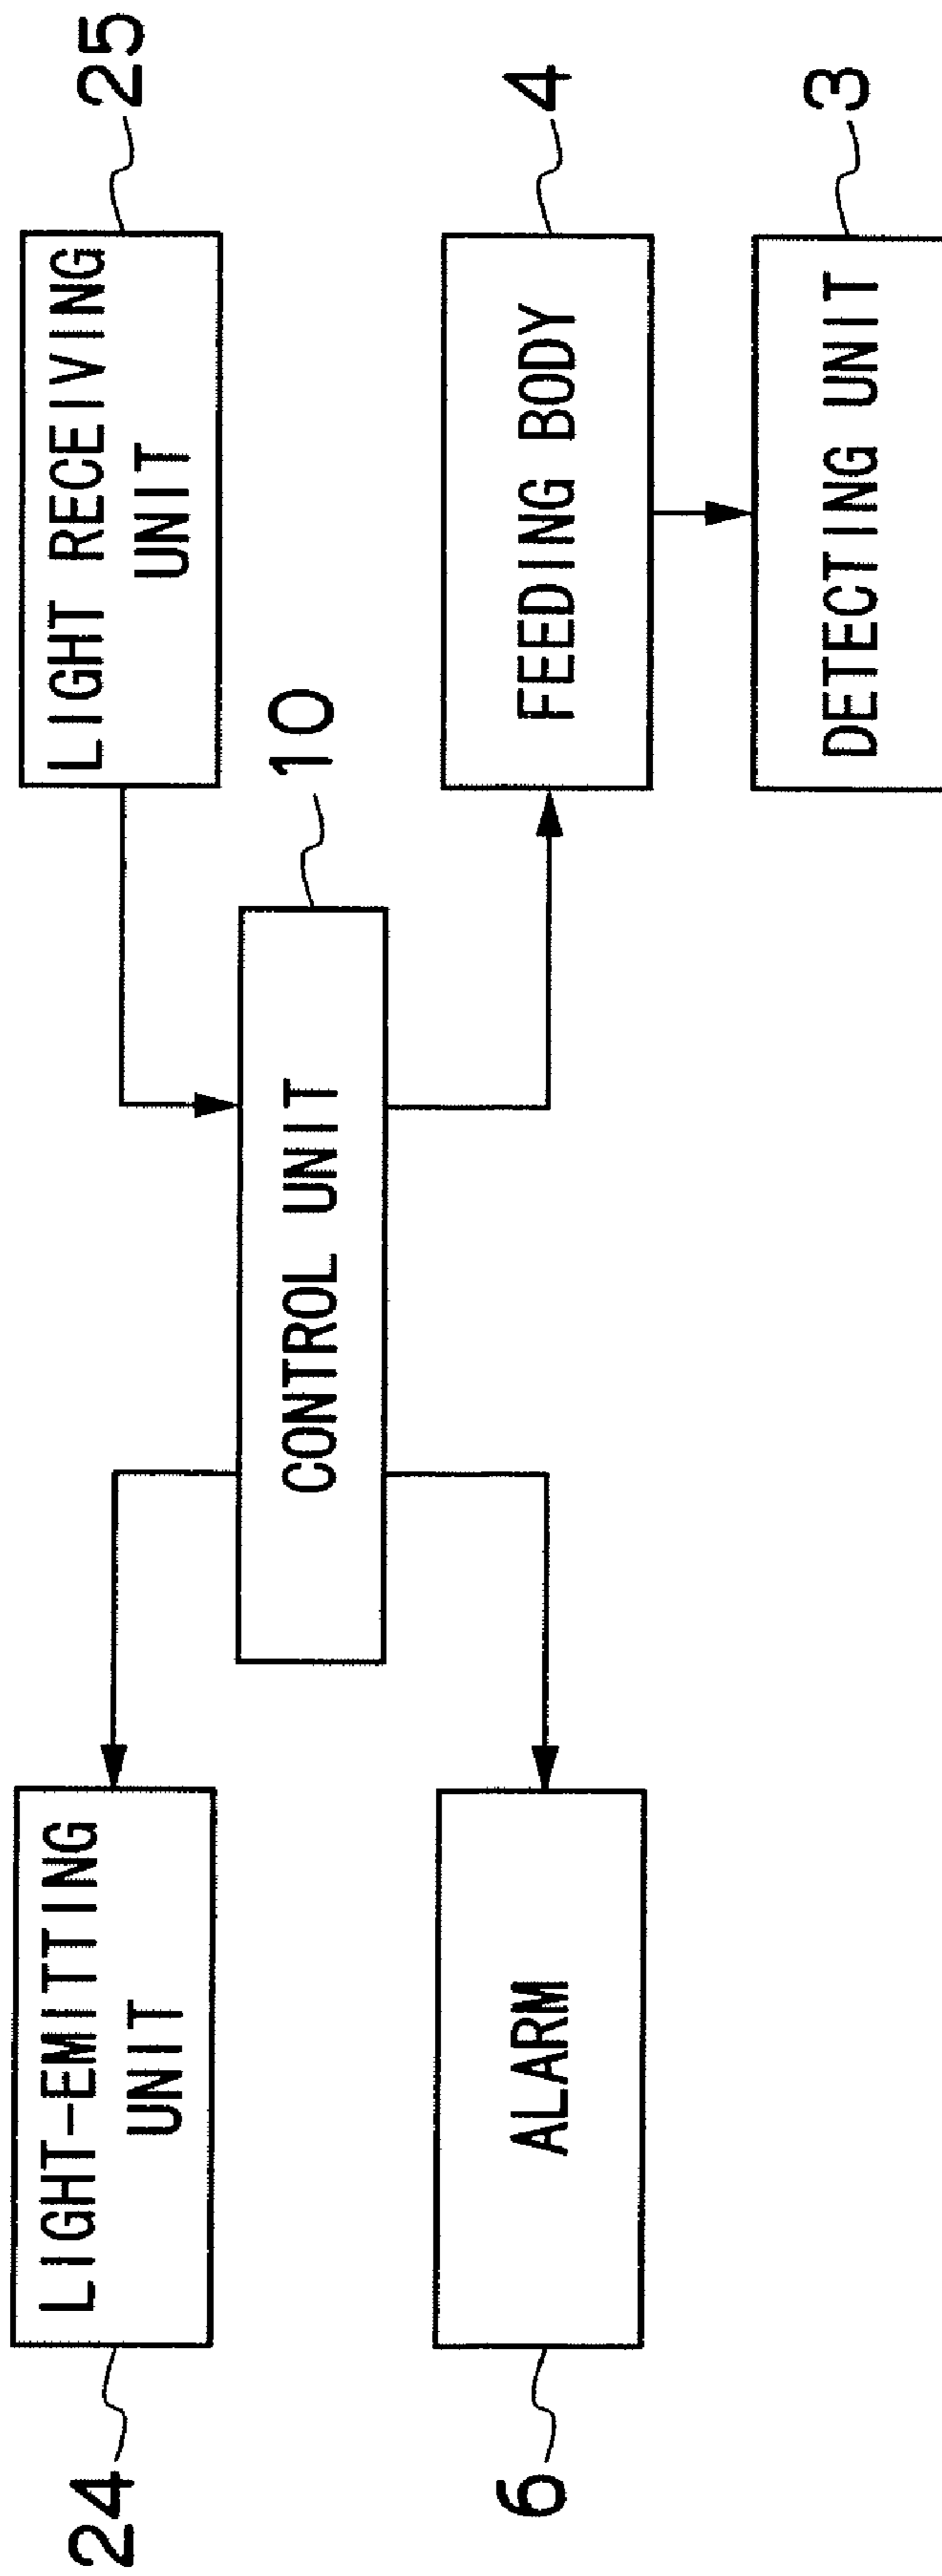 24
LIGHT-EMITTING
UNIT
LIGHT RECEIVING
UNIT
25
10
CONTROL UNIT
6
ALARM
FEEDING BODY
4
DETECTING UNIT
3